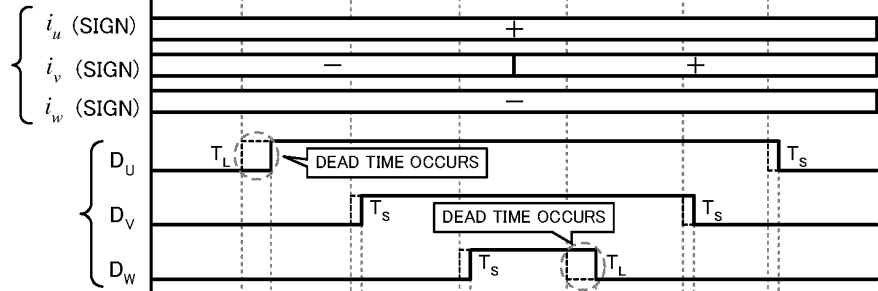 i_u (SIGN) +
i_v (SIGN) − +
i_w (SIGN) −
D_U T_L DEAD TIME OCCURS T_S
D_V T_S DEAD TIME OCCURS T_S
D_W T_S T_L